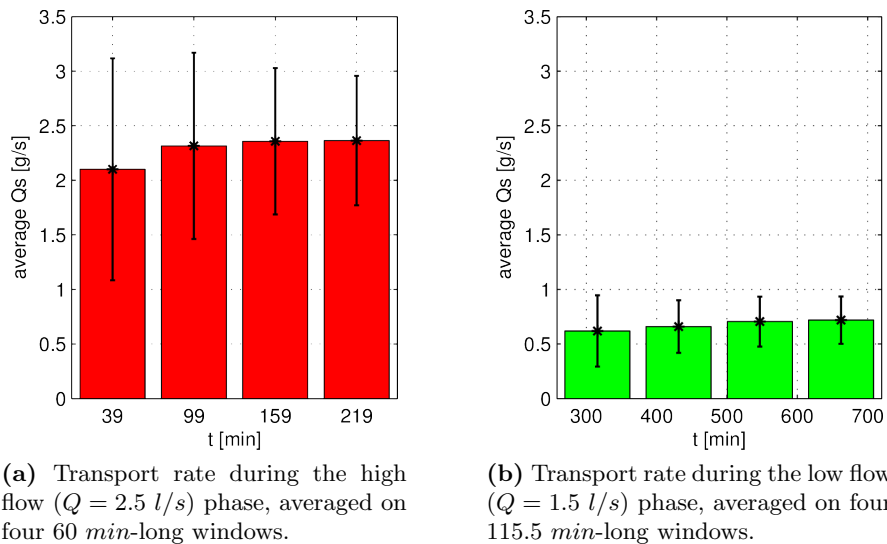 3.5
3
2.5
2
1.5
1
0.5
0
average Qs [g/s]
39 99 159 219
t [min]
(a) Transport rate during the high
flow (Q = 2.5 l/s) phase, averaged on
four 60 min-long windows.
3.5
3
2.5
2
1.5
1
0.5
0
average Qs [g/s]
300 400 500 600 700
t [min]
(b) Transport rate during the low flow
(Q = 1.5 l/s) phase, averaged on four
115.5 min-long windows.